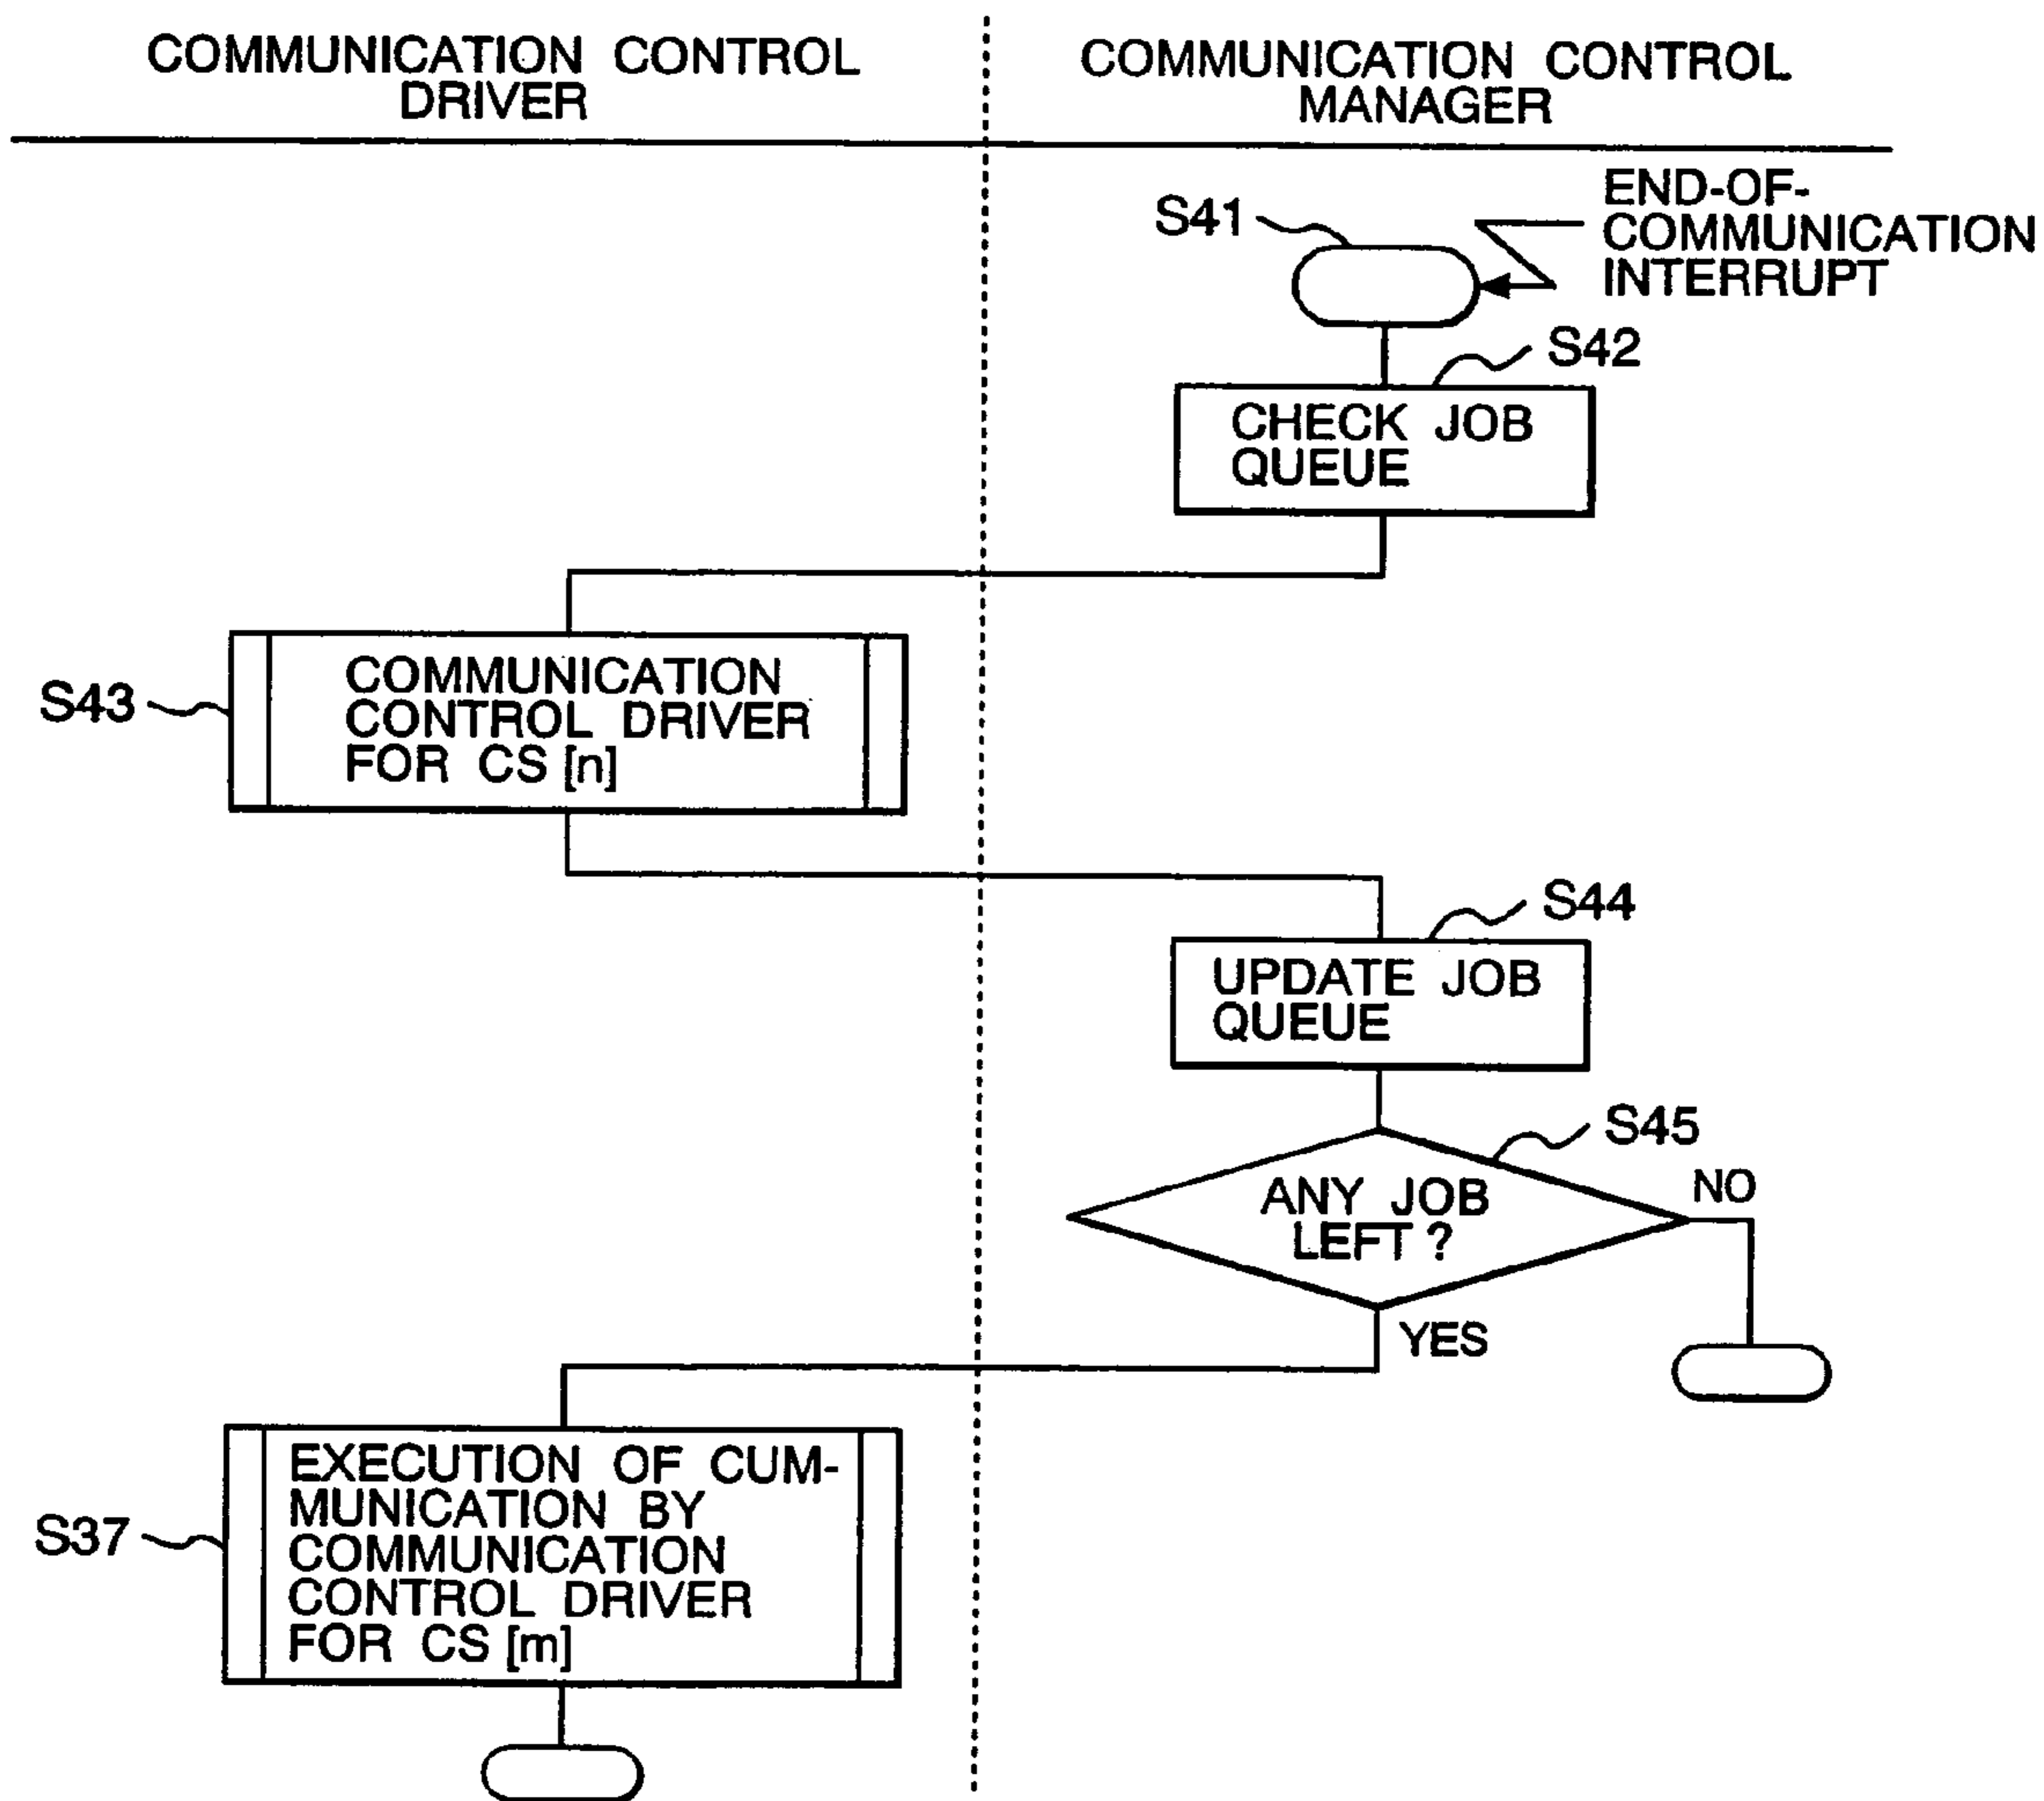 COMMUNICATION CONTROL
DRIVER
COMMUNICATION CONTROL
MANAGER
END-OF-
COMMUNICATION
INTERRUPT
S41
S42
CHECK JOB
QUEUE
S43
COMMUNICATION
CONTROL DRIVER
FOR CS [n]
S44
UPDATE JOB
QUEUE
S45
ANY JOB
LEFT ?
NO
YES
S37
EXECUTION OF CUM-
MUNICATION BY
COMMUNICATION
CONTROL DRIVER
FOR CS [m]